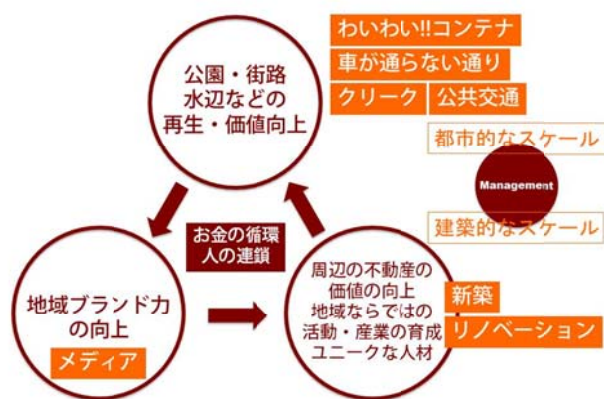 公園・街路
水辺などの
再生・価値向上
わいわい!!コンテナ
車が通らない通り
クリーク
公共交通
都市的なスケール
Management
建築的なスケール
お金の循環
人の連鎖
地域ブランド力
の向上
メディア
周辺の不動産の
価値の向上
地域ならではの
活動・産業の育成
ユニークな人材
新築
リノベーション